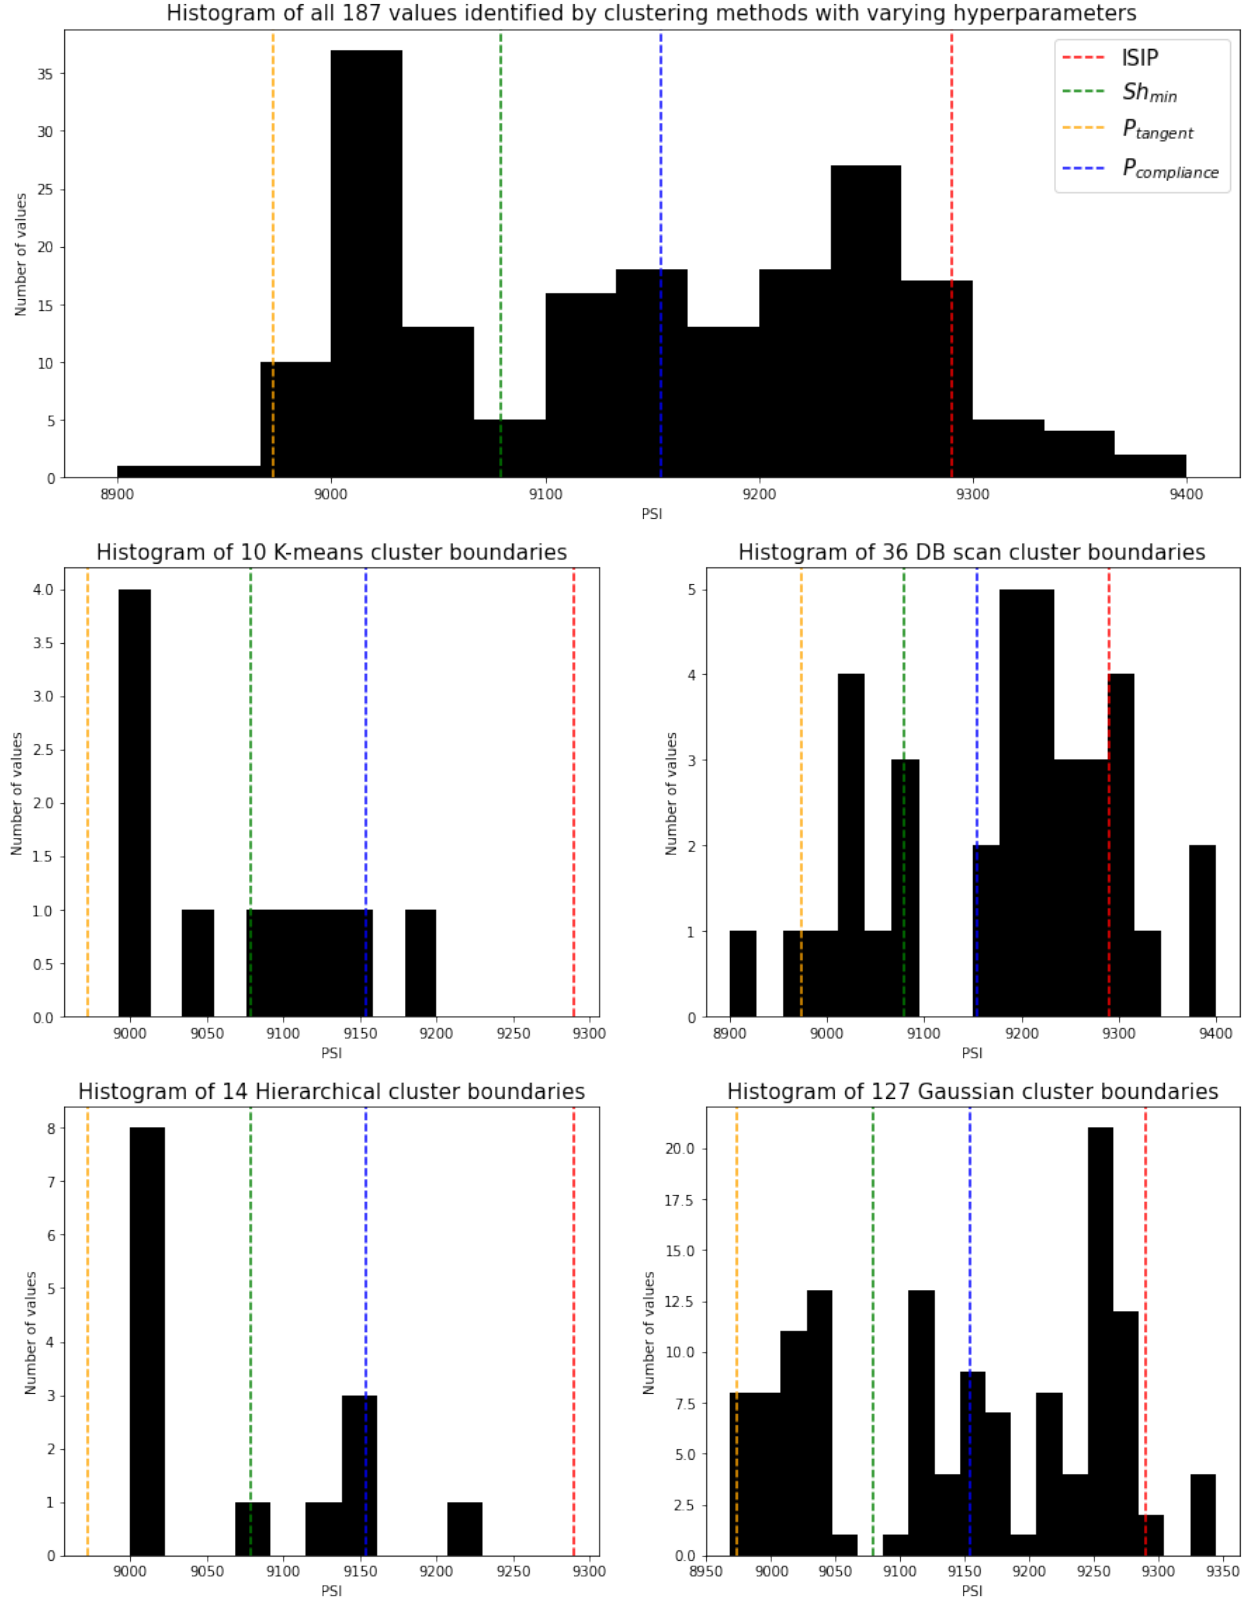 Histogram of all 187 values identified by clustering methods with varying hyperparameters
Number of values
35
30
25
20
15
10
5
0
8900 9000 9100 9200 9300 9400
PSI
ISIP
Sh_min
P_tangent
P_compliance
Histogram of 10 K-means cluster boundaries
Number of values
4.0
3.5
3.0
2.5
2.0
1.5
1.0
0.5
0.0
9000 9050 9100 9150 9200 9250 9300
PSI
Histogram of 36 DB scan cluster boundaries
Number of values
5
4
3
2
1
0
8900 9000 9100 9200 9300 9400
PSI
Histogram of 14 Hierarchical cluster boundaries
Number of values
8
7
6
5
4
3
2
1
0
9000 9050 9100 9150 9200 9250 9300
PSI
Histogram of 127 Gaussian cluster boundaries
Number of values
20.0
17.5
15.0
12.5
10.0
7.5
5.0
2.5
0.0
8950 9000 9050 9100 9150 9200 9250 9300 9350
PSI